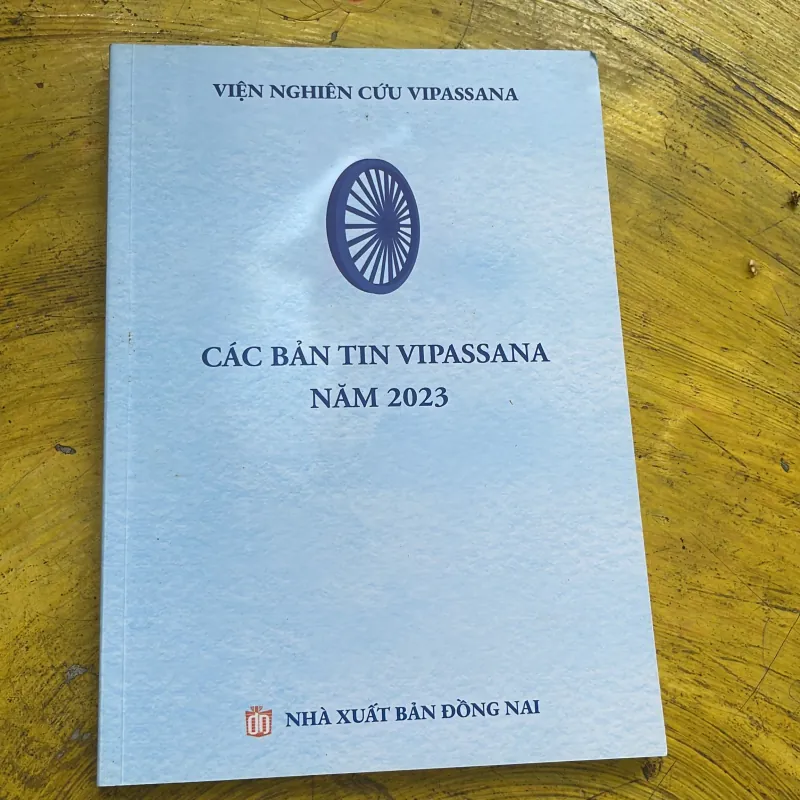 VIỆN NGHIÊN CỨU VIPASSANA
CÁC BẢN TIN VIPASSANA
NĂM 2023
NHÀ XUẤT BẢN ĐỒNG NAI